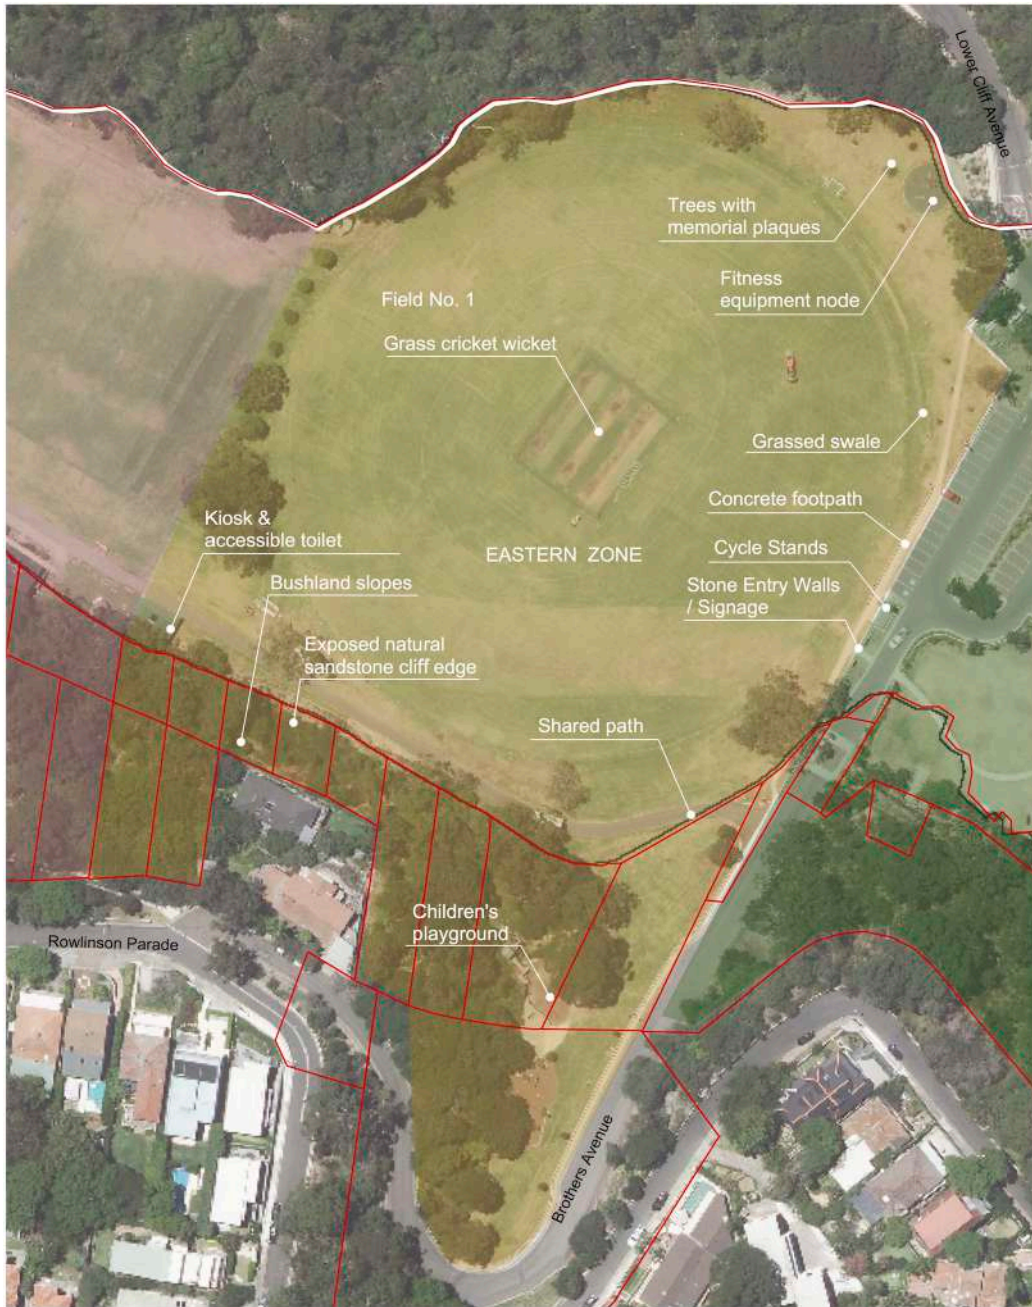 Lower Cliff Avenue
Trees with
memorial plaques
Fitness
equipment node
Field No. 1
Grass cricket wicket
Grassed swale
Concrete footpath
Kiosk &
accessible toilet
Cycle Stands
EASTERN ZONE
Bushland slopes
Stone Entry Walls
/ Signage
Exposed natural
sandstone cliff edge
Shared path
Children's
playground
Rowlinson Parade
Brothers Avenue